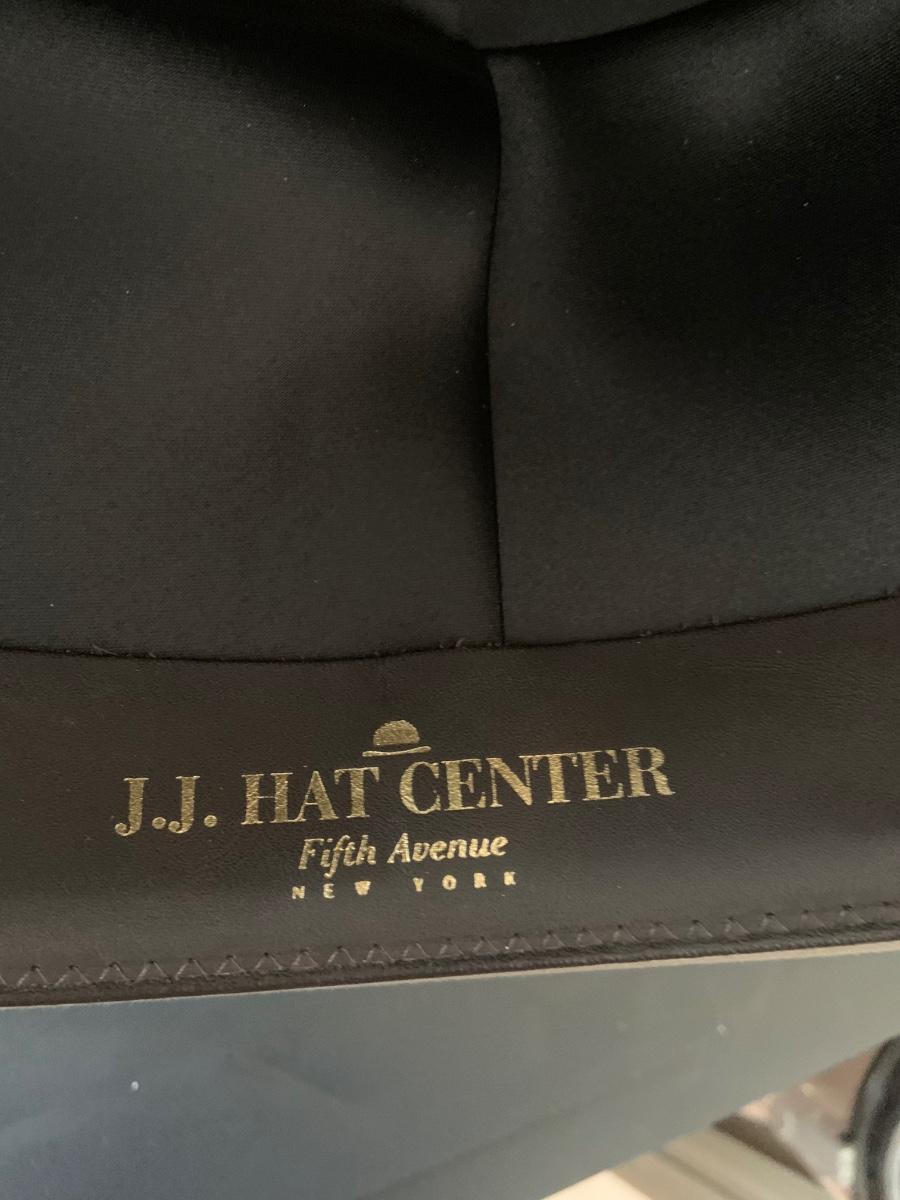 J.J. HAT CENTER
Fifth Avenue
NEW YORK